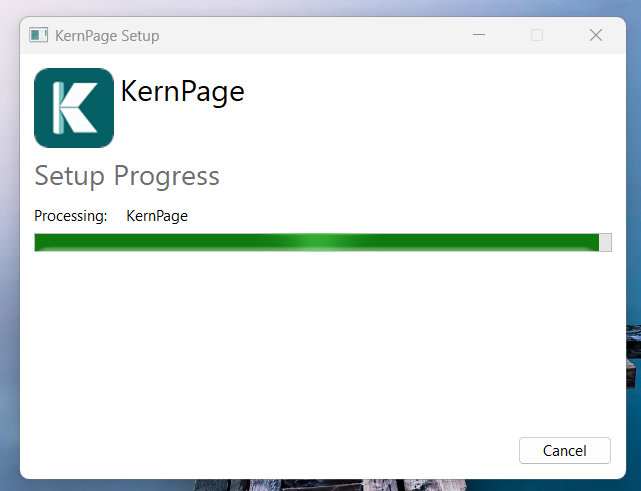 KernPage Setup
KernPage
Setup Progress
Processing: KernPage
Cancel